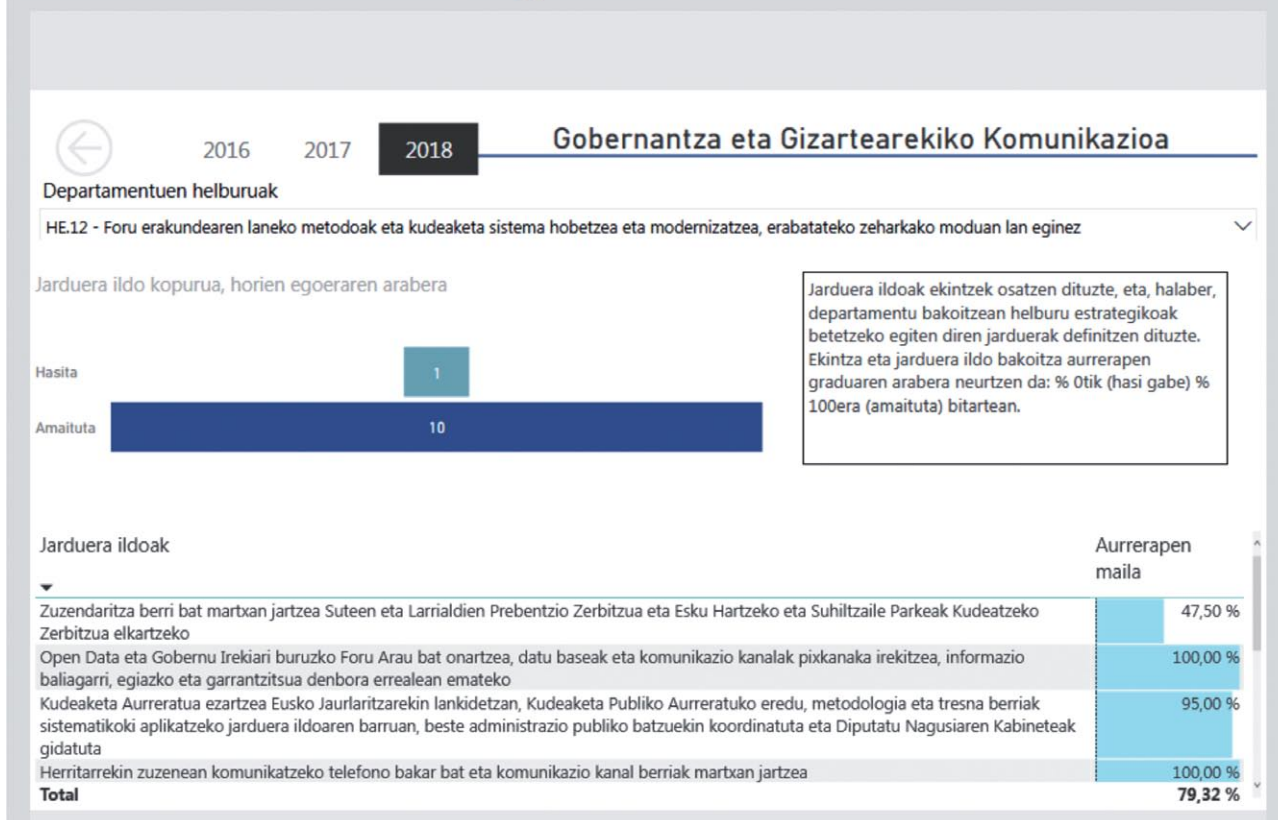 2016 2017 2018 Gobernantza eta Gizartearekiko Komunikazioa
Departamentuen helburuak
HE.12 - Foru erakundearen laneko metodoak eta kudeaketa sistema hobetzea eta modernizatzea, erabatateko zeharkako moduan lan eginez
Jarduera ildo kopurua, horien egoeraren arabera
Hasita 1
Amaituta 10
Jarduera ildoak ekintzek osatzen dituzte, eta, halaber,
departamentu bakoitzean helburu estrategikoak
betetzeko egiten diren jarduerak definitzen dituzte.
Ekintza eta jarduera ildo bakoitza aurrerapen
graduaren arabera neurtzen da: % 0tik (hasi gabe) %
100era (amaituta) bitartean.
Jarduera ildoak Aurrerapen
maila
Zuzendaritza berri bat martxan jartzea Suteen eta Larrialdien Prebentzio Zerbitzua eta Esku Hartzeko eta Suhiltzaile Parkeak Kudeatzeko 47,50 %
Zerbitzua elkartzeko
Open Data eta Gobernu Irekiari buruzko Foru Arau bat onartzea, datu baseak eta komunikazio kanalak pixkanaka irekitzea, informazio 100,00 %
baliagarri, egiazko eta garrantzitsua denbora errealean emateko
Kudeaketa Aurreratua ezartzea Eusko Jaurlaritzarekin lankidetzan, Kudeaketa Publiko Aurreratuko eredu, metodologia eta tresna berriak 95,00 %
sistematikoki aplikatzeko jarduera ildoaren barruan, beste administrazio publiko batzuekin koordinatuta eta Diputatu Nagusiaren Kabineteak
gidatuta
Herritarrekin zuzenean komunikatzeko telefono bakar bat eta komunikazio kanal berriak martxan jartzea 100,00 %
Total 79,32 %